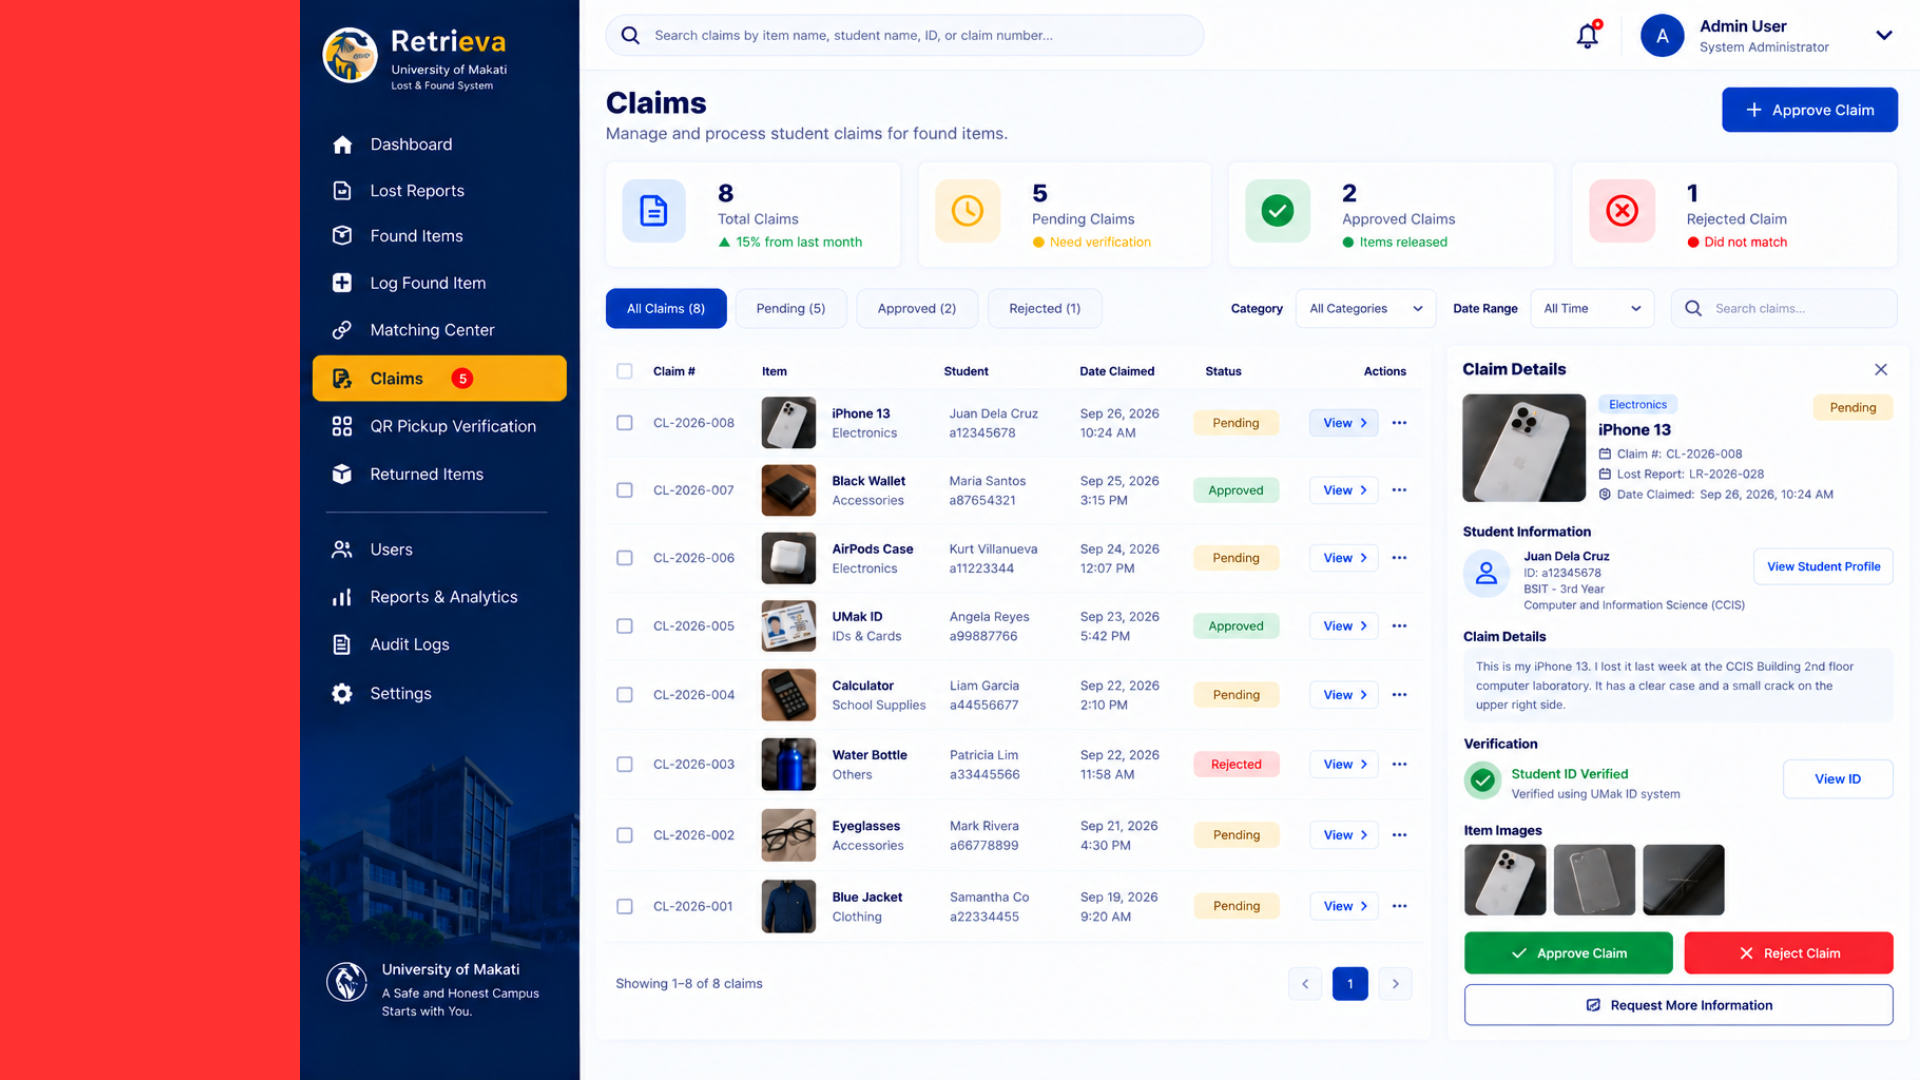 Retrieva
University of Makati
Lost & Found System
Dashboard
Lost Reports
Found Items
Log Found Item
Matching Center
Claims 5
QR Pickup Verification
Returned Items
Users
Reports & Analytics
Audit Logs
Settings
University of Makati
A Safe and Honest Campus
Starts with You.
Search claims by item name, student name, ID, or claim number...
A
Admin User
System Administrator
Claims
Manage and process student claims for found items.
+ Approve Claim
8
Total Claims
▲ 15% from last month
5
Pending Claims
Need verification
2
Approved Claims
Items released
1
Rejected Claim
Did not match
All Claims (8)
Pending (5)
Approved (2)
Rejected (1)
Category
All Categories
Date Range
All Time
Search claims...
Claim # Item Student Date Claimed Status Actions
CL-2026-008 iPhone 13 Juan Dela Cruz Sep 26, 2026 Pending View >
Electronics a12345678 10:24 AM
CL-2026-007 Black Wallet Maria Santos Sep 25, 2026 Approved View >
Accessories a87654321 3:15 PM
CL-2026-006 AirPods Case Kurt Villanueva Sep 24, 2026 Pending View >
Electronics a11223344 12:07 PM
CL-2026-005 UMak ID Angela Reyes Sep 23, 2026 Approved View >
IDs & Cards a99887766 5:42 PM
CL-2026-004 Calculator Liam Garcia Sep 22, 2026 Pending View >
School Supplies a44556677 2:10 PM
CL-2026-003 Water Bottle Patricia Lim Sep 22, 2026 Rejected View >
Others a33445566 11:58 AM
CL-2026-002 Eyeglasses Mark Rivera Sep 21, 2026 Pending View >
Accessories a66778899 4:30 PM
CL-2026-001 Blue Jacket Samantha Co Sep 19, 2026 Pending View >
Clothing a22334455 9:20 AM
Showing 1–8 of 8 claims
< 1 >
Claim Details
Electronics
Pending
iPhone 13
Claim #: CL-2026-008
Lost Report: LR-2026-028
Date Claimed: Sep 26, 2026, 10:24 AM
Student Information
Juan Dela Cruz
ID: a12345678
BSIT - 3rd Year
Computer and Information Science (CCIS)
View Student Profile
Claim Details
This is my iPhone 13. I lost it last week at the CCIS Building 2nd floor
computer laboratory. It has a clear case and a small crack on the
upper right side.
Verification
Student ID Verified
Verified using UMak ID system
View ID
Item Images
Approve Claim
Reject Claim
Request More Information